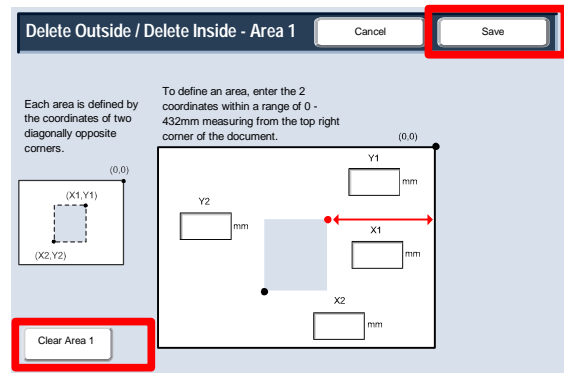 Delete Outside / Delete Inside - Area 1
Cancel
Save
Each area is defined by
the coordinates of two
diagonally opposite
corners.
(0,0)
(X1,Y1)
(X2,Y2)
To define an area, enter the 2
coordinates within a range of 0 -
432mm measuring from the top right
corner of the document.
(0,0)
Y1
mm
Y2
mm
X1
mm
X2
mm
Clear Area 1